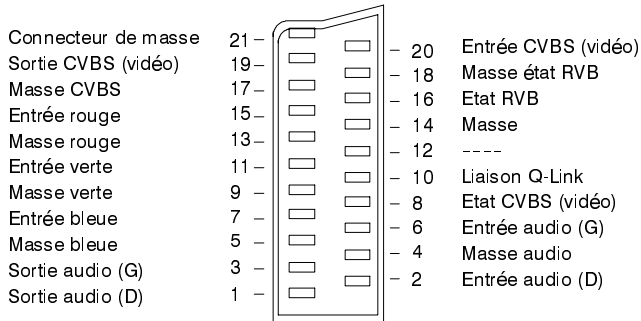 Connecteur de masse 21
Sortie CVBS (vidéo) 19
Masse CVBS 17
Entrée rouge 15
Masse rouge 13
Entrée verte 11
Masse verte 9
Entrée bleue 7
Masse bleue 5
Sortie audio (G) 3
Sortie audio (D) 1
20 Entrée CVBS (vidéo)
18 Masse état RVB
16 Etat RVB
14 Masse
12 ----
10 Liaison Q-Link
8 Etat CVBS (vidéo)
6 Entrée audio (G)
4 Masse audio
2 Entrée audio (D)